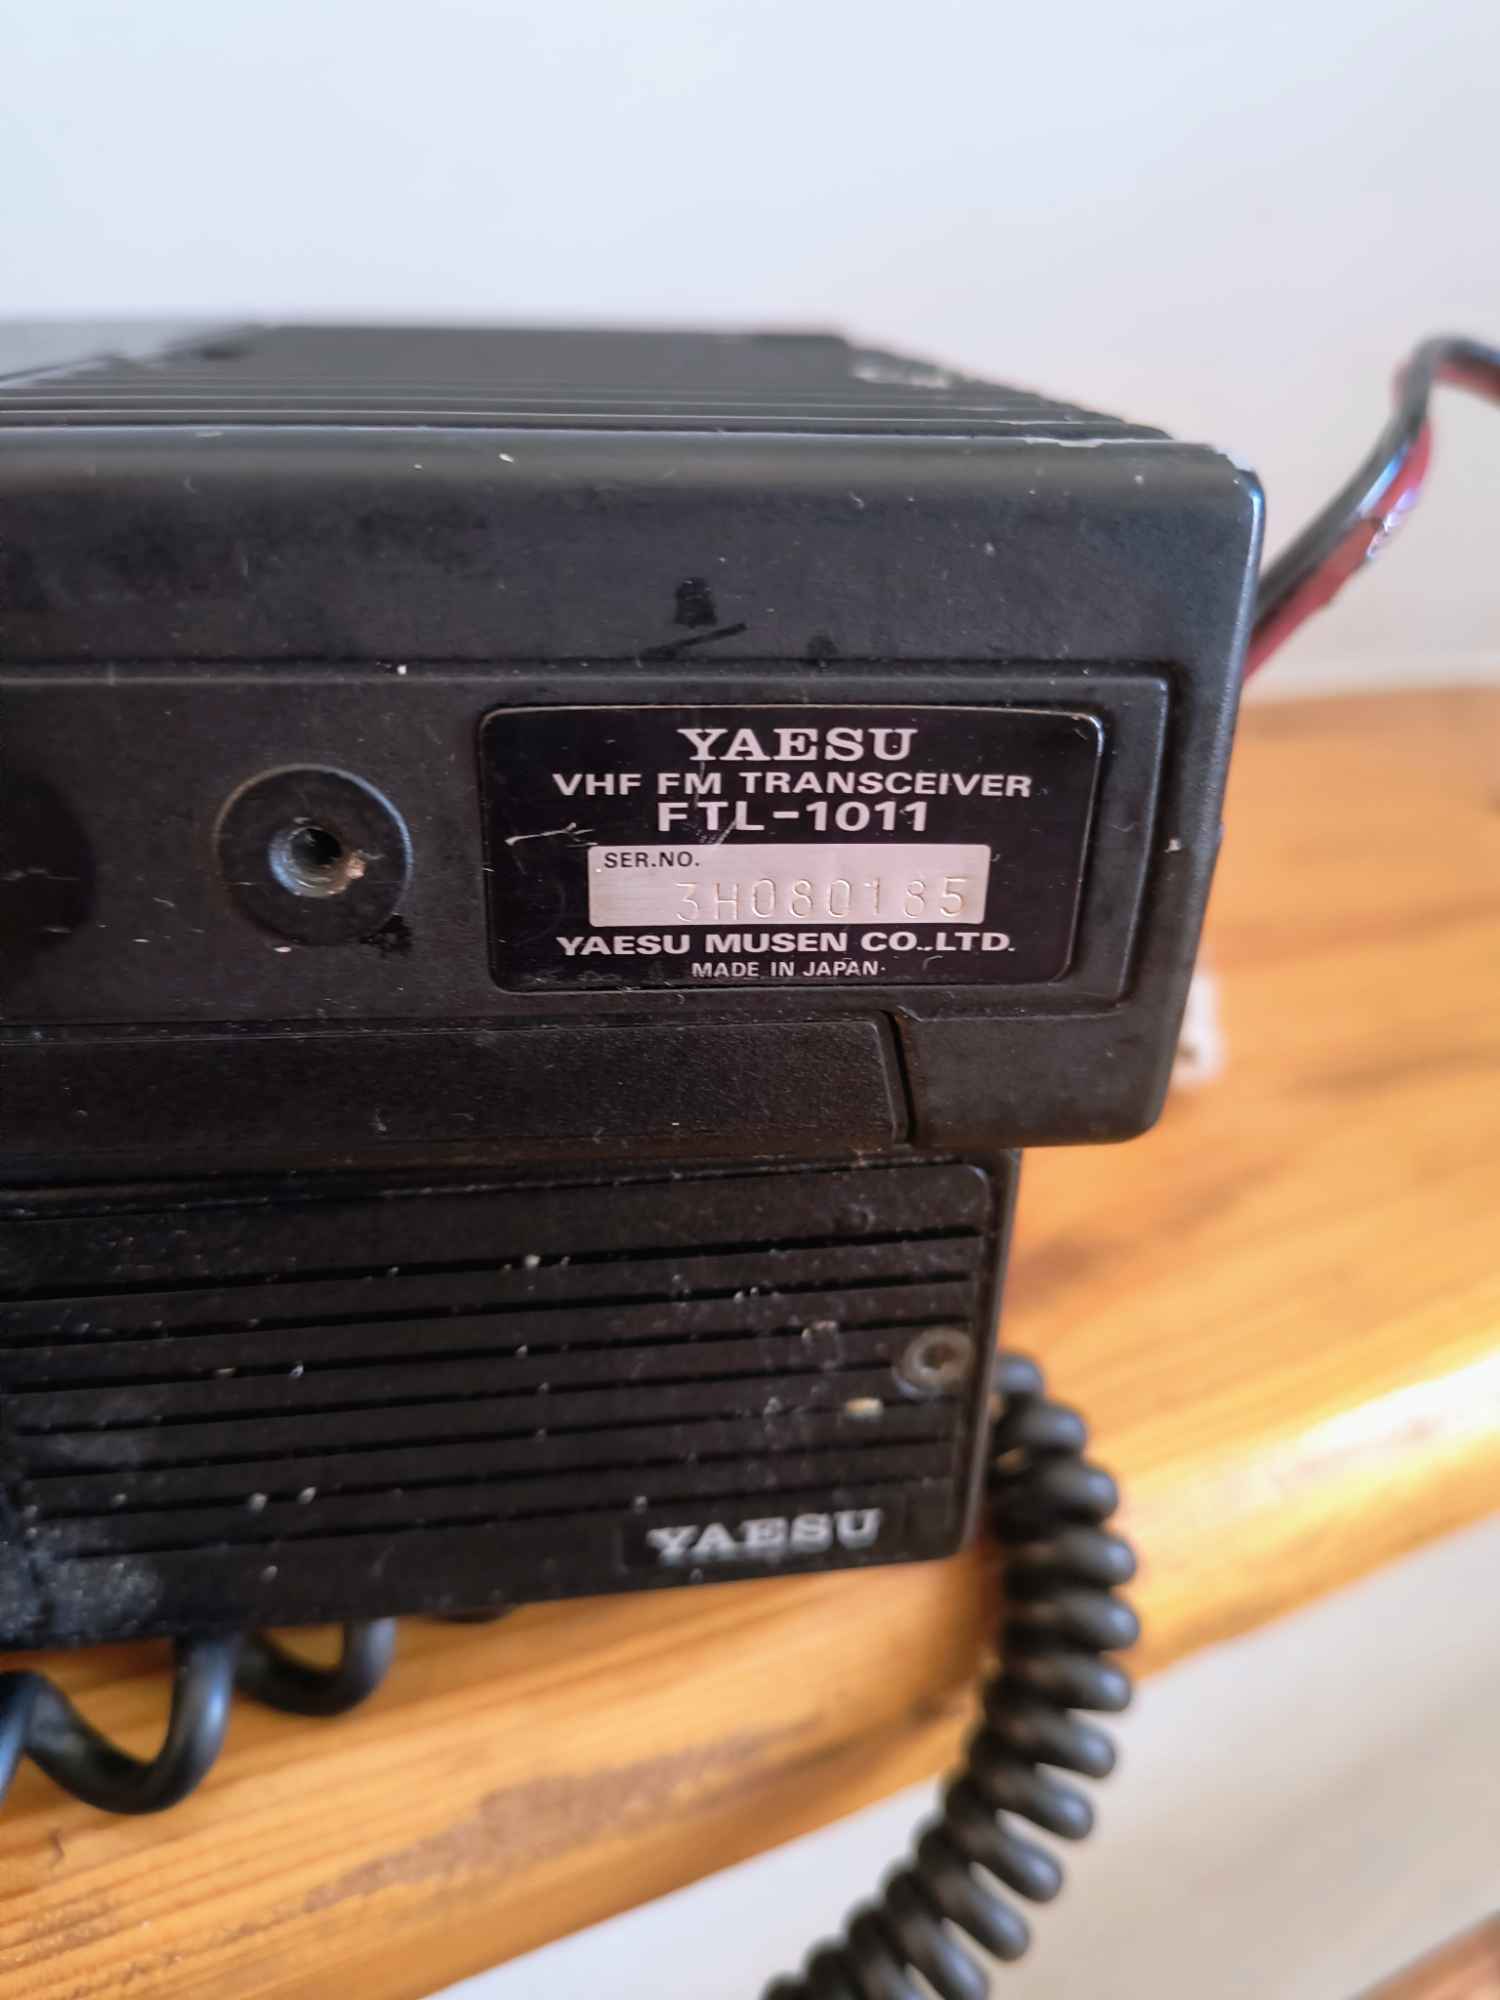 YAESU
VHF FM TRANSCEIVER
FTL-1011
SER.NO.
3H080185
YAESU MUSEN CO.,LTD.
MADE IN JAPAN
YAESU